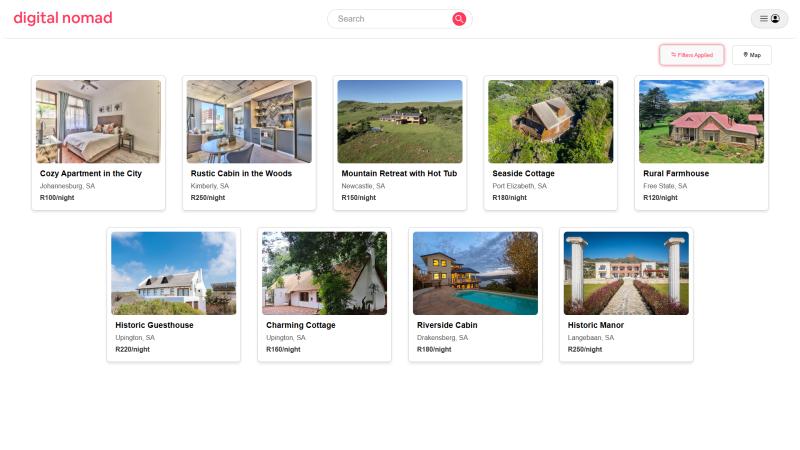 digital nomad
Search
Filters Applied
Map
Cozy Apartment in the City
Johannesburg, SA
R100/night
Rustic Cabin in the Woods
Kimberly, SA
R250/night
Mountain Retreat with Hot Tub
Newcastle, SA
R150/night
Seaside Cottage
Port Elizabeth, SA
R180/night
Rural Farmhouse
Free State, SA
R120/night
Historic Guesthouse
Upington, SA
R220/night
Charming Cottage
Upington, SA
R160/night
Riverside Cabin
Drakensberg, SA
R180/night
Historic Manor
Langebaan, SA
R250/night